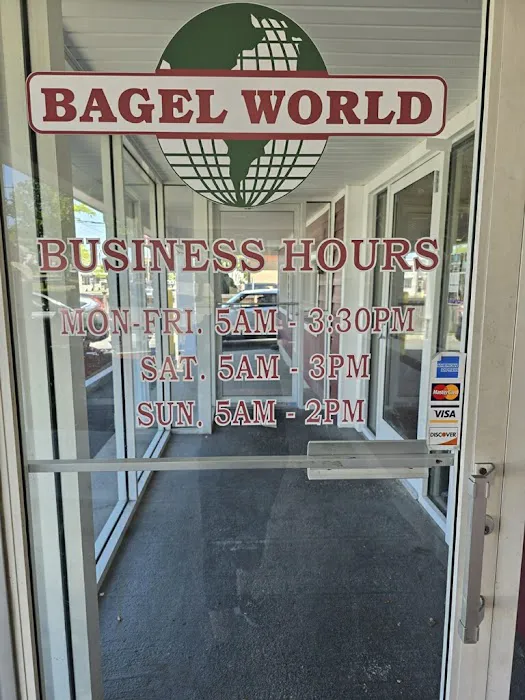 BAGEL WORLD
BUSINESS HOURS
MON-FRI. 5AM - 3:30PM
SAT. 5AM - 3PM
SUN. 5AM - 2PM
MasterCard
VISA
DISCOVER